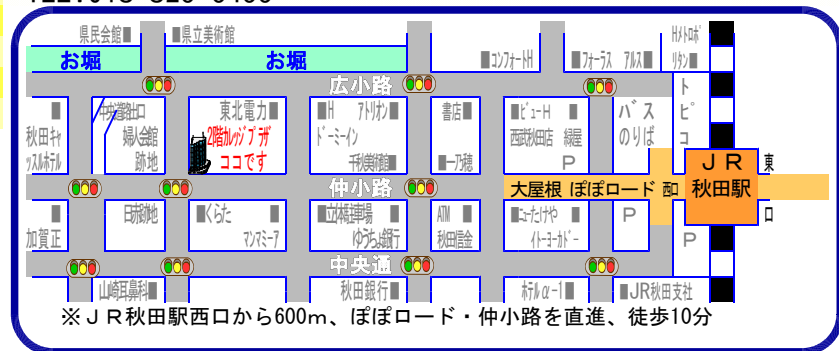 県民会館■
■県立美術館
Hメトロポ
リタン■
お堀
お堀
■コンフォートH
■フォーラス アルス■
広小路
トピコ
■
秋田キャ
ッスルホテル
中央道路出口
婦人会館
跡地
東北電力■
2階カレッジプラザ
ココです
■H アトリオン■
ドーミーイン
千秋美術館■
書店■
■一乃穂
■ビューH ■
西武秋田店 緑屋
P
バス
のりば
JR
秋田駅
東
口
仲小路
大屋根 ぽぽロード 西口
■
加賀正
日赤跡地
■くらた ■
マンマミーア
■立体駐車場 ■
ゆうちょ銀行
ATM ■
秋田信金
■ニューたけや ■
イトーヨーカドー
P
P
中央通
山崎耳鼻科■
秋田銀行■
ホテルα-1■
■JR秋田支社
※JR秋田駅西口から600m、ぽぽロード・仲小路を直進、徒歩10分